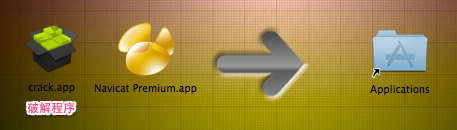 crack.app
Navicat Premium.app
Applications
破解程序